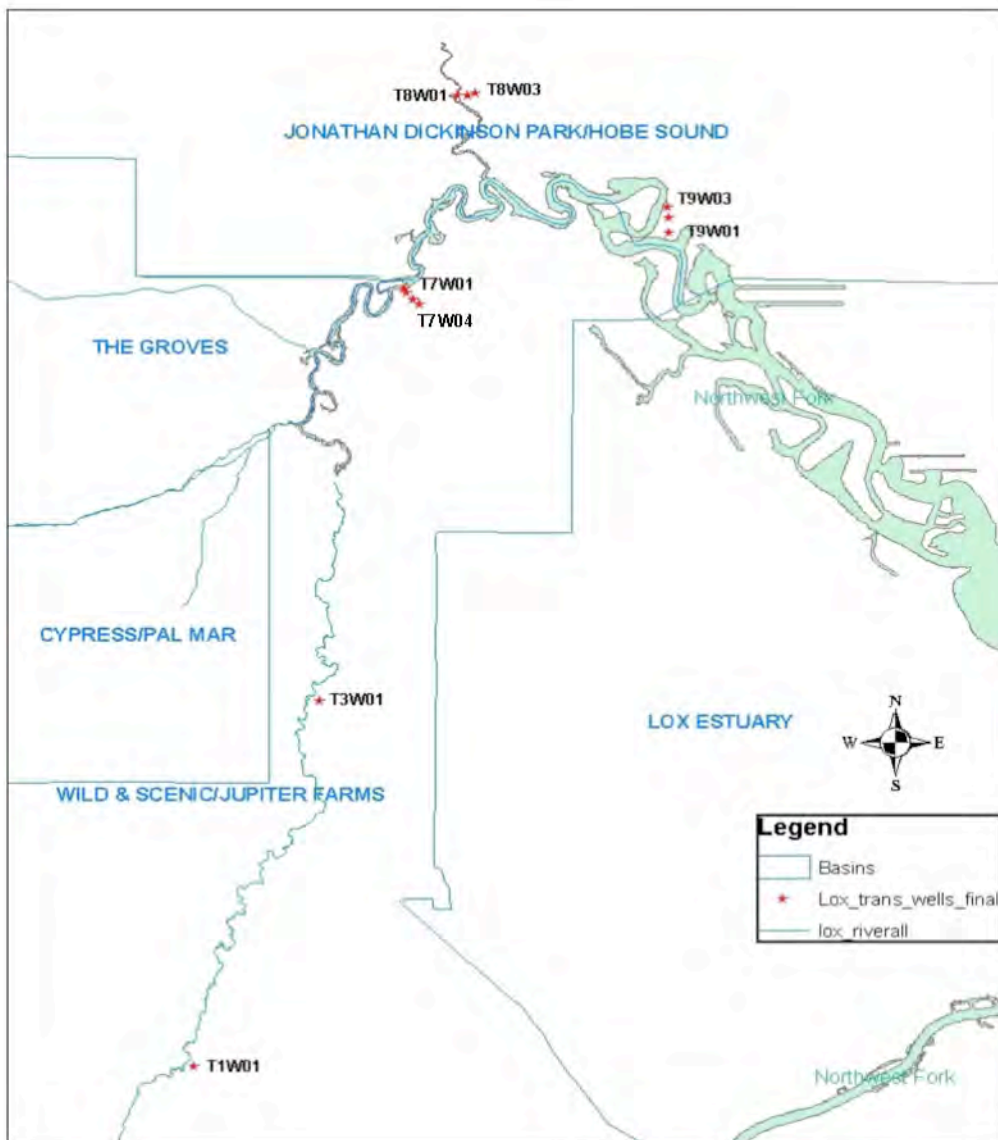 T8W01
T8W03
JONATHAN DICKINSON PARK/HOBE SOUND
T9W03
T9W01
T7W01
T7W04
THE GROVES
Northwest Fork
CYPRESS/PAL MAR
T3W01
LOX ESTUARY
N
W
E
S
WILD & SCENIC/JUPITER FARMS
Legend
Basins
Lox_trans_wells_final
lox_riverall
T1W01
Northwest Fork